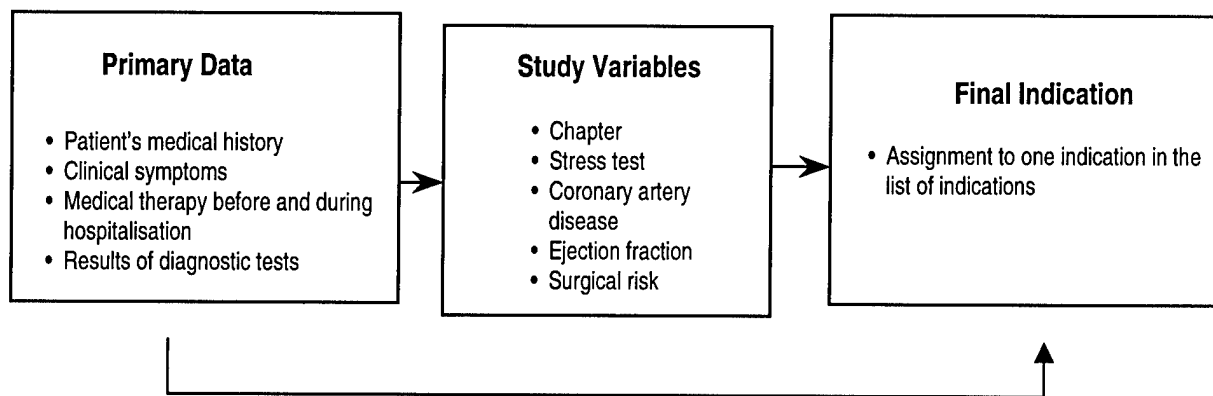 Primary Data
• Patient's medical history
• Clinical symptoms
• Medical therapy before and during
hospitalisation
• Results of diagnostic tests
Study Variables
• Chapter
• Stress test
• Coronary artery
disease
• Ejection fraction
• Surgical risk
Final Indication
• Assignment to one indication in the
list of indications